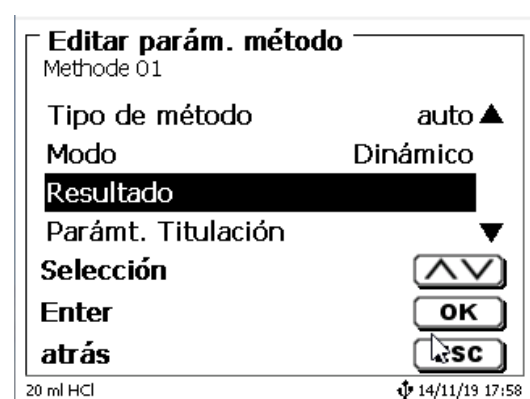 Editar parám. método
Methode 01
Tipo de método auto
Modo Dinámico
Resultado
Parámt. Titulación
Selección
Enter OK
atrás ESC
20 ml HCl 14/11/19 17:58